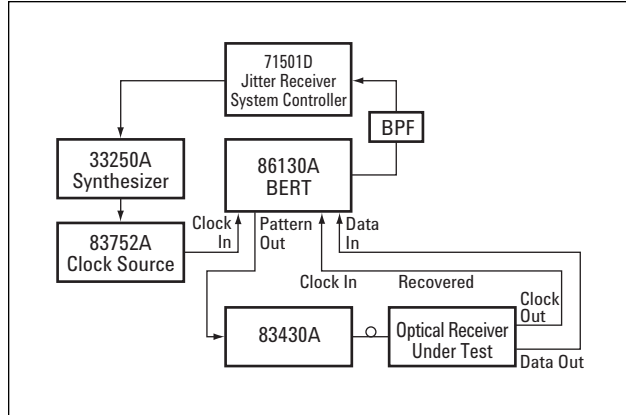 71501D
Jitter Receiver
System Controller
BPF
33250A
Synthesizer
86130A
BERT
83752A
Clock Source
Clock
In
Pattern
Out
Data
In
Clock In
Recovered
Clock
Out
83430A
Optical Receiver
Under Test
Data Out